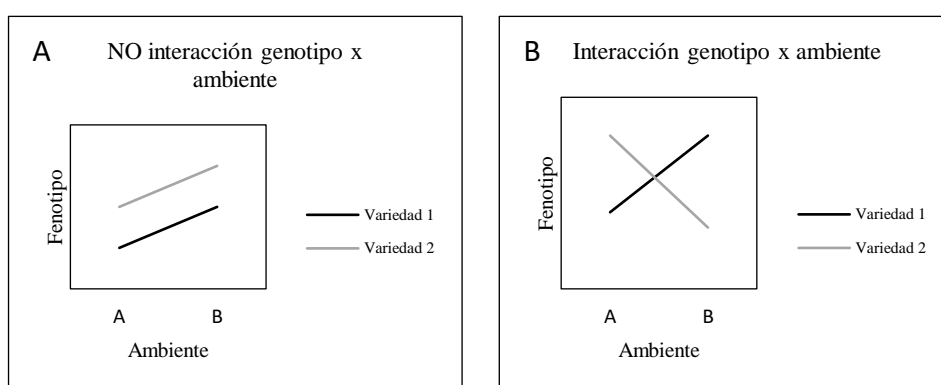 A
NO interacción genotipo x
ambiente
Fenotipo
Variedad 1
Variedad 2
A
B
Ambiente
B
Interacción genotipo x ambiente
Fenotipo
Variedad 1
Variedad 2
A
B
Ambiente